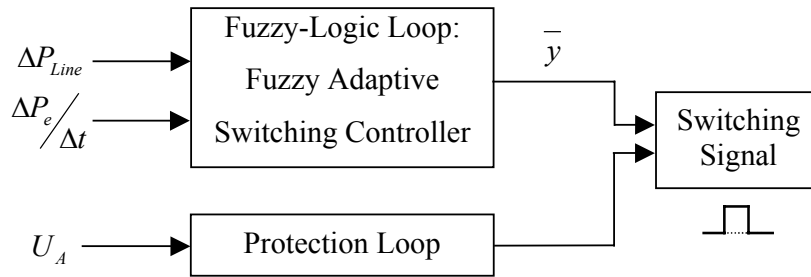 Fuzzy-Logic Loop:
Fuzzy Adaptive
Switching Controller
ΔP_Line
ΔP_e/Δt
y̅
Switching
Signal
U_A
Protection Loop